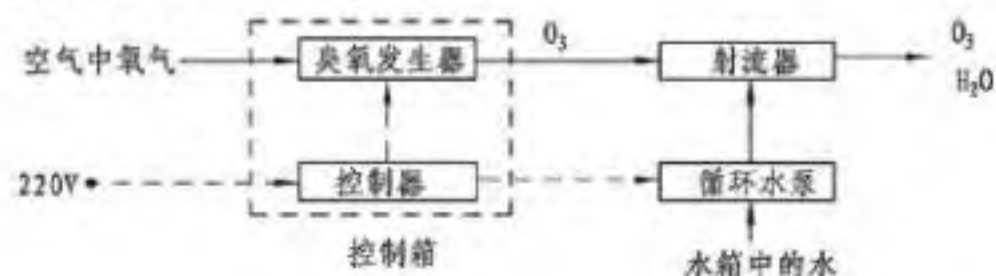 空气中氧气
臭氧发生器
O₃
射流器
O₃
H₂O
220V
控制器
循环水泵
控制箱
水箱中的水